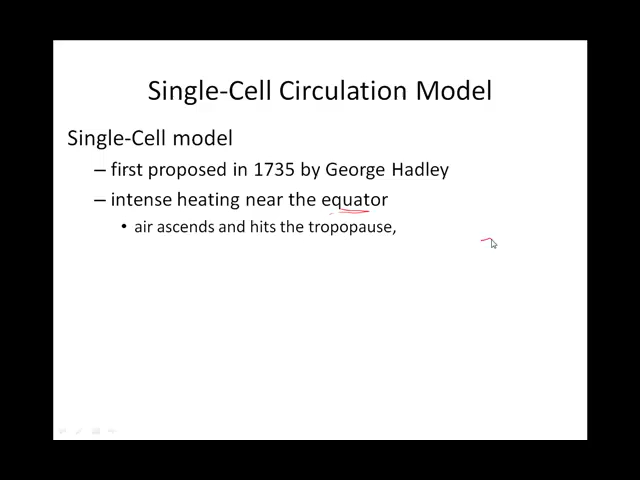 Single-Cell Circulation Model
Single-Cell model
– first proposed in 1735 by George Hadley
– intense heating near the equator
• air ascends and hits the tropopause,